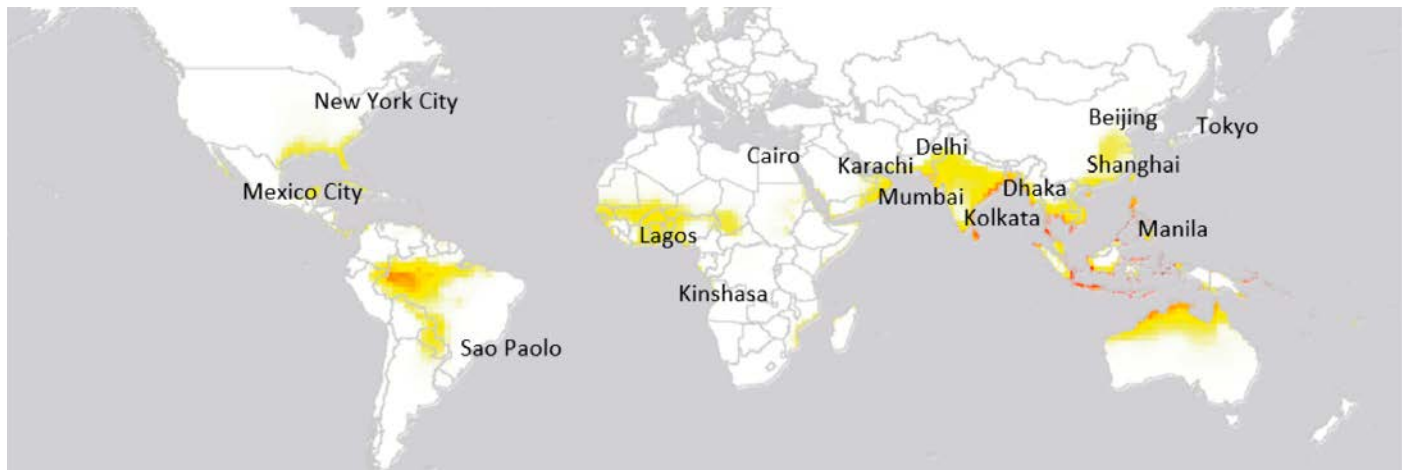 New York City
Beijing
Tokyo
Delhi
Cairo
Karachi
Shanghai
Mexico City
Mumbai
Dhaka
Kolkata
Lagos
Manila
Kinshasa
Sao Paolo